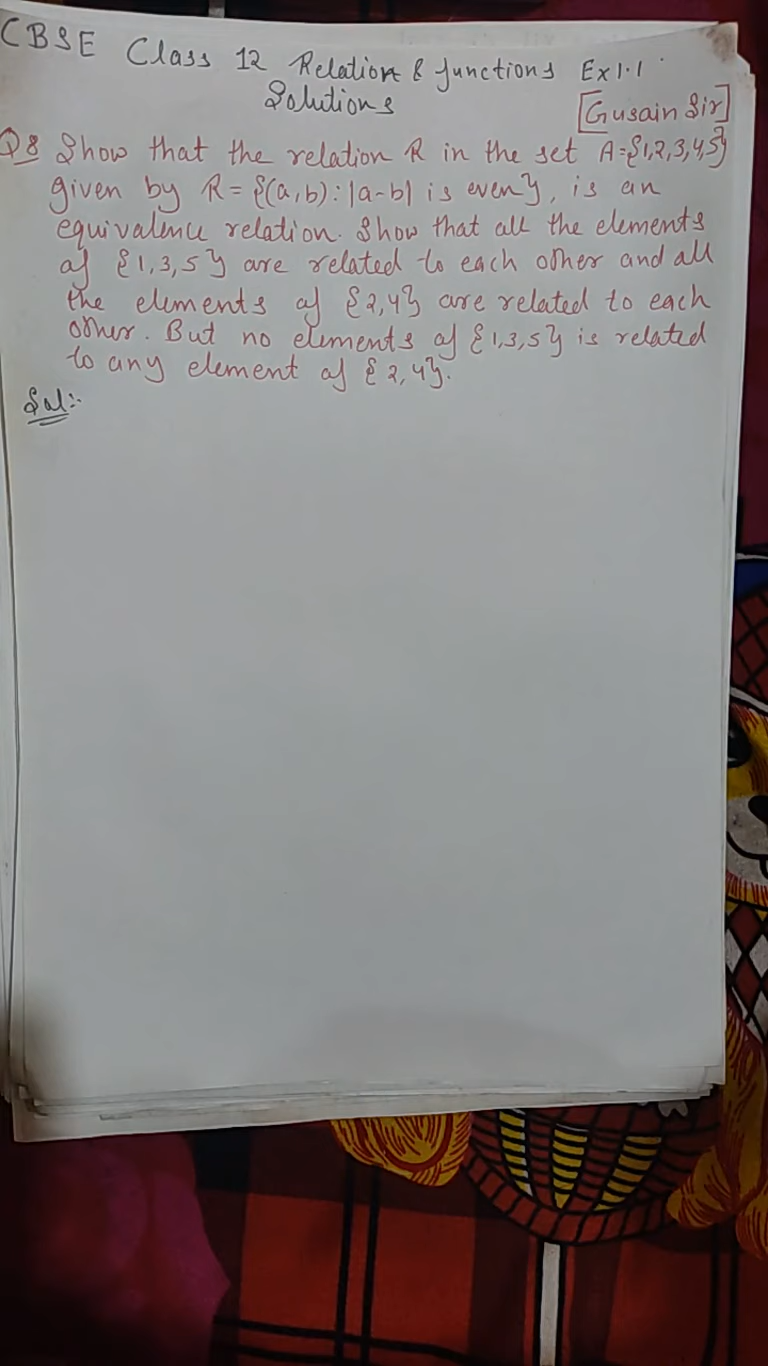 CBSE Class 12 Relation & functions Ex 1.1
Solutions [Gusain Sir]
Q8 Show that the relation R in the set A={1,2,3,4,5}
given by R = {(a,b):|a-b| is even}, is an
equivalence relation. Show that all the elements
of {1,3,5} are related to each other and all
the elements of {2,4} are related to each
other. But no elements of {1,3,5} is related
to any element of {2,4}.
Sol:-